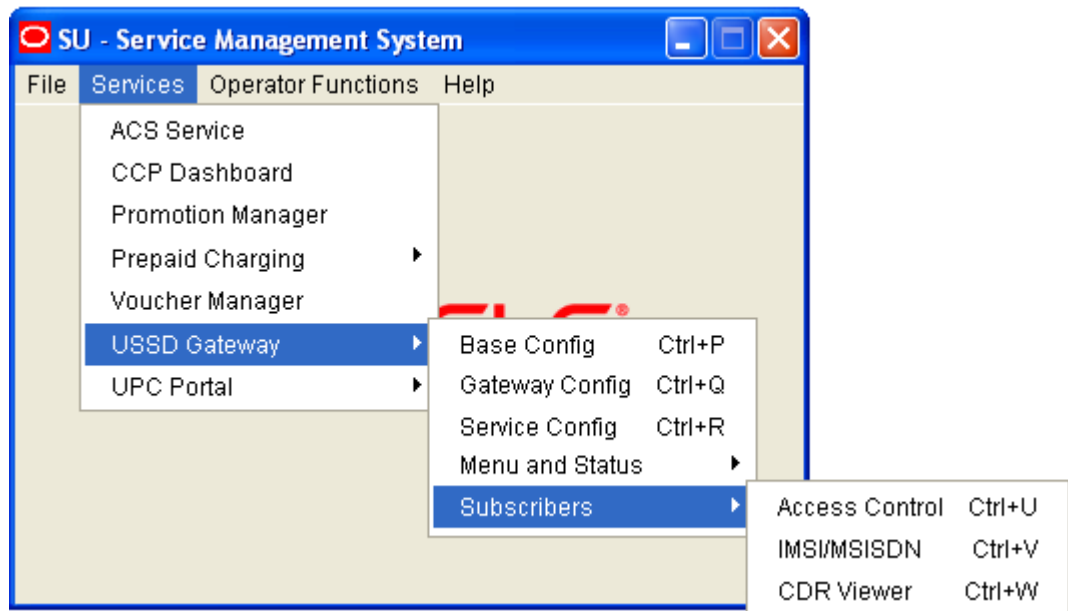 SU - Service Management System
File Services Operator Functions Help
ACS Service
CCP Dashboard
Promotion Manager
Prepaid Charging
Voucher Manager
USSD Gateway
UPC Portal
Base Config Ctrl+P
Gateway Config Ctrl+Q
Service Config Ctrl+R
Menu and Status
Subscribers
Access Control Ctrl+U
IMSI/MSISDN Ctrl+V
CDR Viewer Ctrl+W